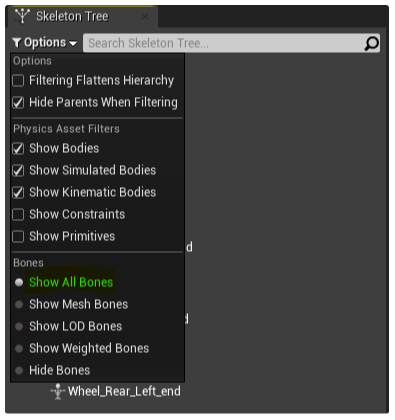 Skeleton Tree
Options Search Skeleton Tree...
Options
Filtering Flattens Hierarchy
Hide Parents When Filtering
Physics Asset Filters
Show Bodies
Show Simulated Bodies
Show Kinematic Bodies
Show Constraints
Show Primitives
d
Bones
Show All Bones
Show Mesh Bones
Show LOD Bones
d
Show Weighted Bones
Hide Bones
Wheel_Rear_Left_end